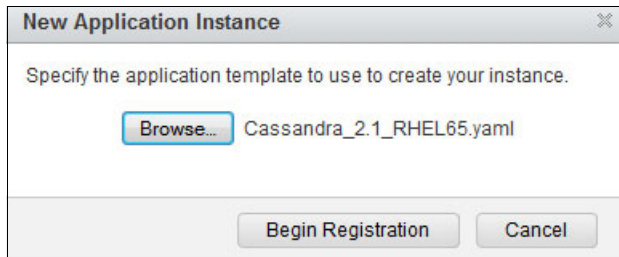 New Application Instance
Specify the application template to use to create your instance.
Browse... Cassandra_2.1_RHEL65.yaml
Begin Registration Cancel